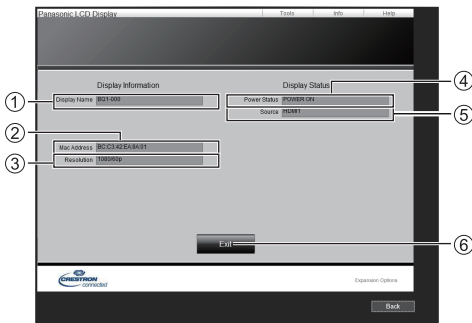 Panasonic LCD Display Tools Info Help
Display Information Display Status
④
① Display Name BG1-000 Power Status POWER ON
Source HDMI1 ⑤
②
Mac Address BC:C3:42:EA:8A:01
③ Resolution 1080/60p
Exit ⑥
CRESTRON connected Expansion Options
Back